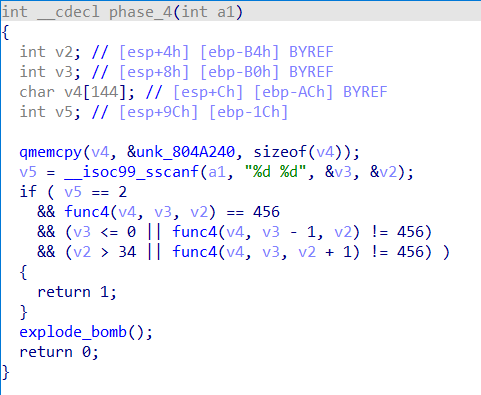 int __cdecl phase_4(int a1)
{
  int v2; // [esp+4h] [ebp-B4h] BYREF
  int v3; // [esp+8h] [ebp-B0h] BYREF
  char v4[144]; // [esp+Ch] [ebp-ACh] BYREF
  int v5; // [esp+9Ch] [ebp-1Ch]

  qmemcpy(v4, &unk_804A240, sizeof(v4));
  v5 = __isoc99_sscanf(a1, "%d %d", &v3, &v2);
  if ( v5 == 2
    && func4(v4, v3, v2) == 456
    && (v3 <= 0 || func4(v4, v3 - 1, v2) != 456)
    && (v2 > 34 || func4(v4, v3, v2 + 1) != 456) )
  {
    return 1;
  }
  explode_bomb();
  return 0;
}